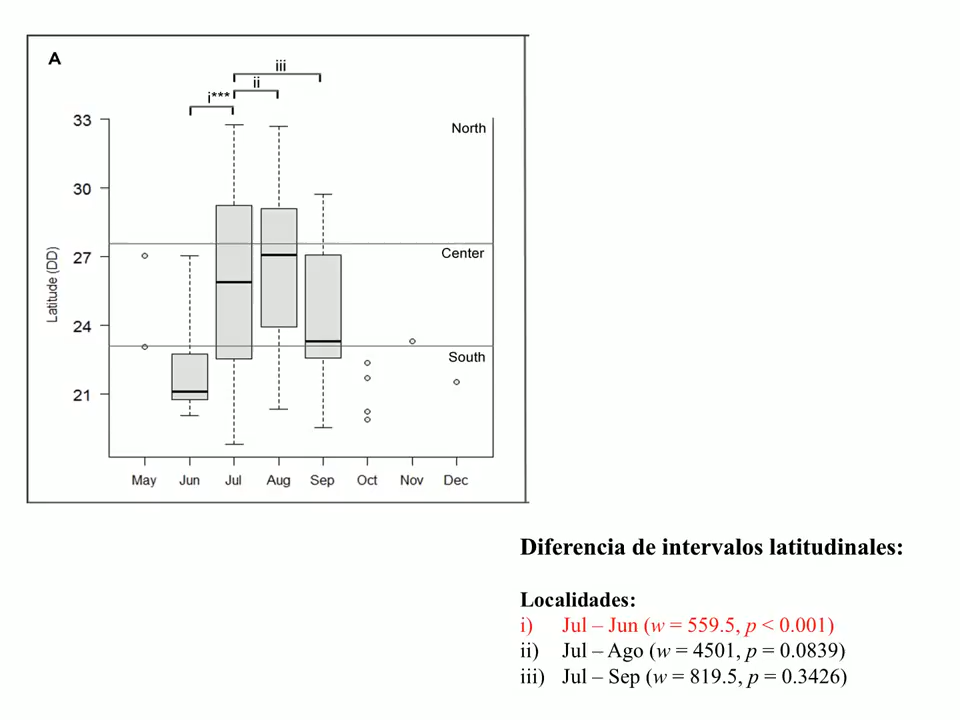 A
iii
ii
i***
33
North
30
Center
27
Latitude (DD)
24
South
21
May Jun Jul Aug Sep Oct Nov Dec
Diferencia de intervalos latitudinales:
Localidades:
i) Jul – Jun (w = 559.5, p < 0.001)
ii) Jul – Ago (w = 4501, p = 0.0839)
iii) Jul – Sep (w = 819.5, p = 0.3426)